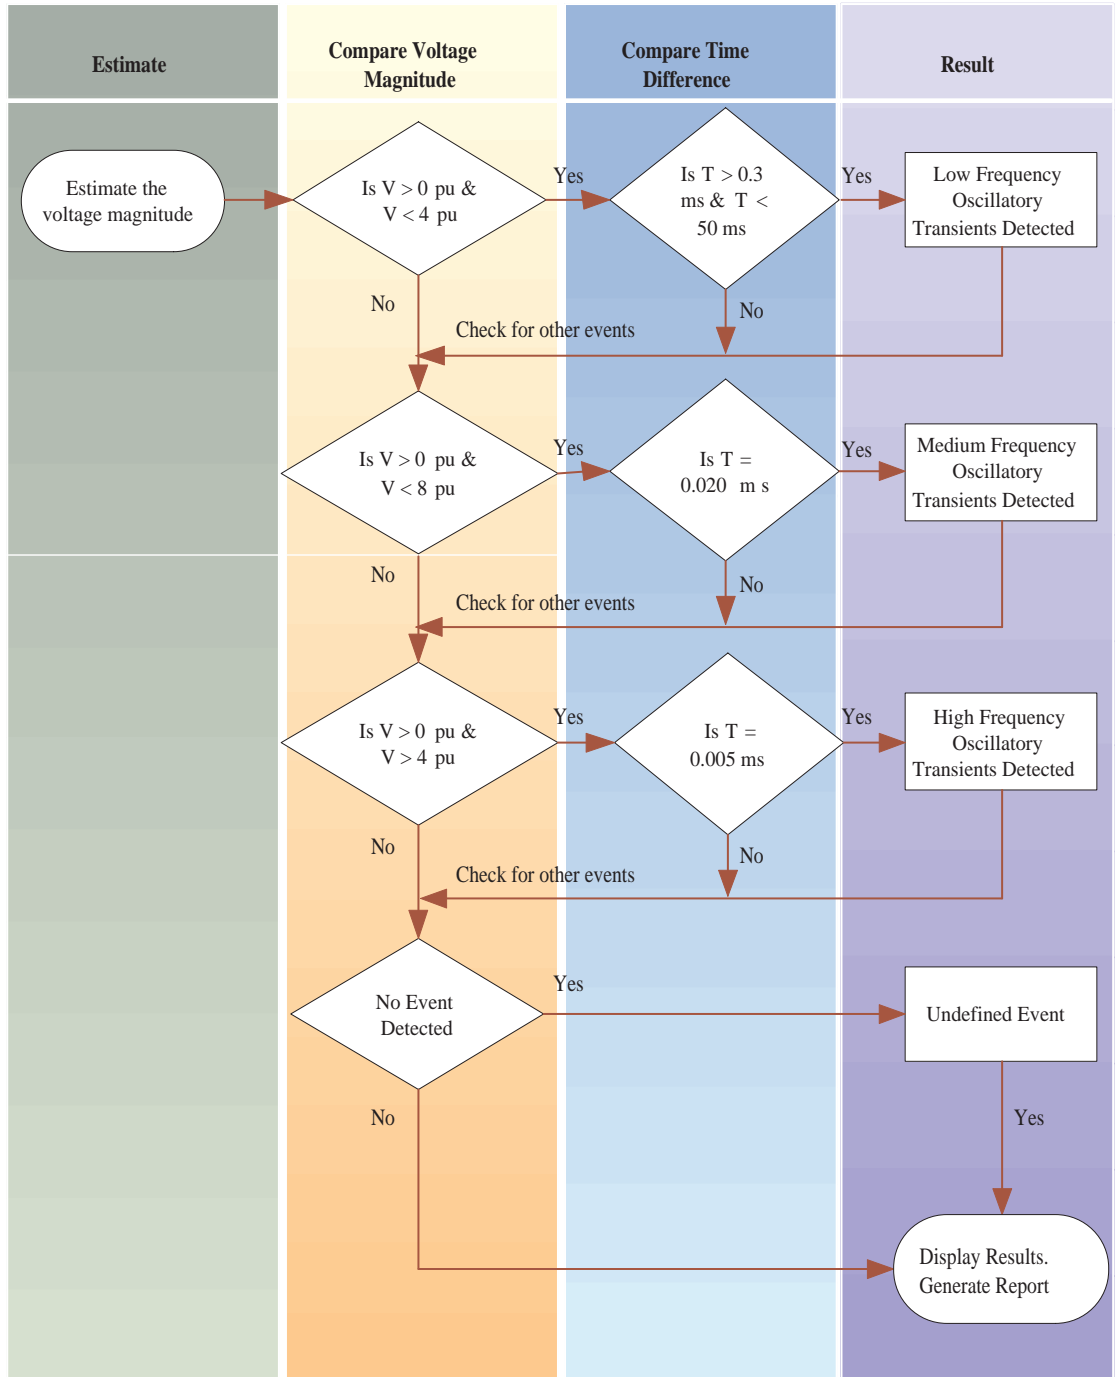 Estimate
Compare Voltage
Magnitude
Compare Time
Difference
Result
Estimate the
voltage magnitude
Is V > 0 pu &
V < 4 pu
Yes
Is T > 0.3
ms & T <
50 ms
Yes
Low Frequency
Oscillatory
Transients Detected
No
No
Check for other events
Is V > 0 pu &
V < 8 pu
Yes
Is T =
0.020 m s
Yes
Medium Frequency
Oscillatory
Transients Detected
No
No
Check for other events
Is V > 0 pu &
V > 4 pu
Yes
Is T =
0.005 ms
Yes
High Frequency
Oscillatory
Transients Detected
No
No
Check for other events
No Event
Detected
Yes
Undefined Event
No
Yes
Display Results.
Generate Report